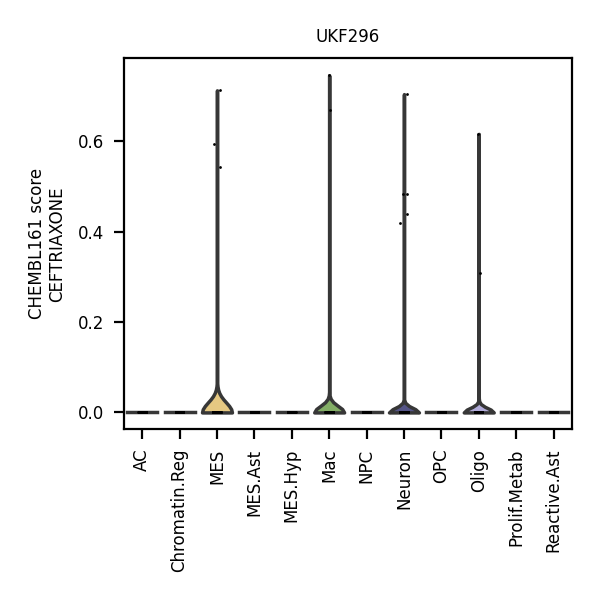 UKF296
CHEMBL161 score
CEFTRIAXONE
0.6
0.4
0.2
0.0
AC
Chromatin.Reg
MES
MES.Ast
MES.Hyp
Mac
NPC
Neuron
OPC
Oligo
Prolif.Metab
Reactive.Ast